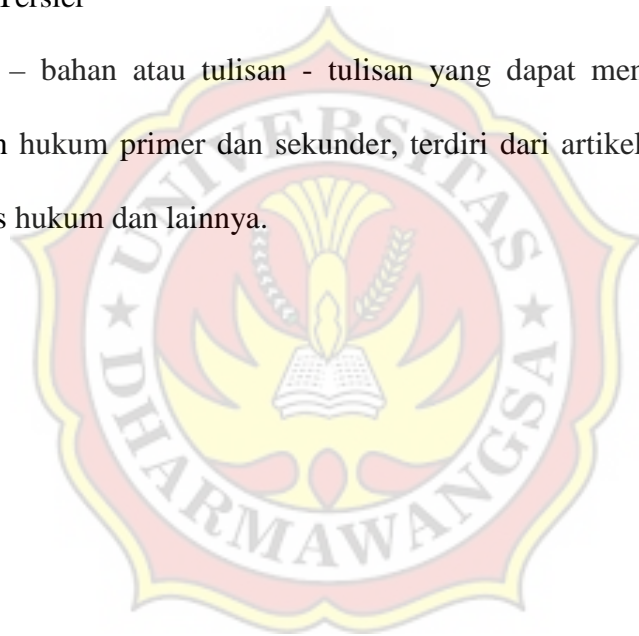 Tersier
– bahan atau tulisan - tulisan yang dapat
hukum primer dan sekunder, terdiri dari artikel
hukum dan lainnya.
UNIVERSITAS
DHARMAWANGSA